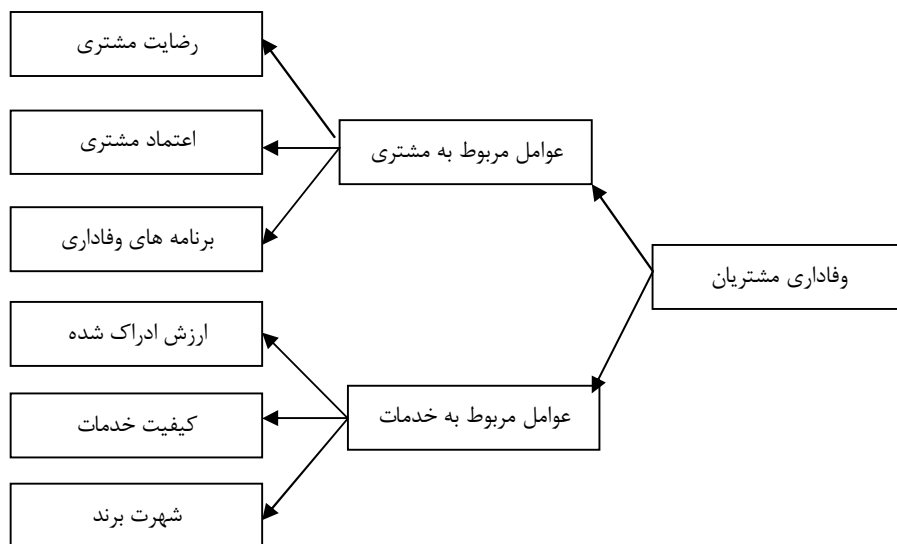 وفاداری مشتریان
عوامل مربوط به مشتری
رضایت مشتری
اعتماد مشتری
برنامه های وفاداری
عوامل مربوط به خدمات
ارزش ادراک شده
کیفیت خدمات
شهرت برند